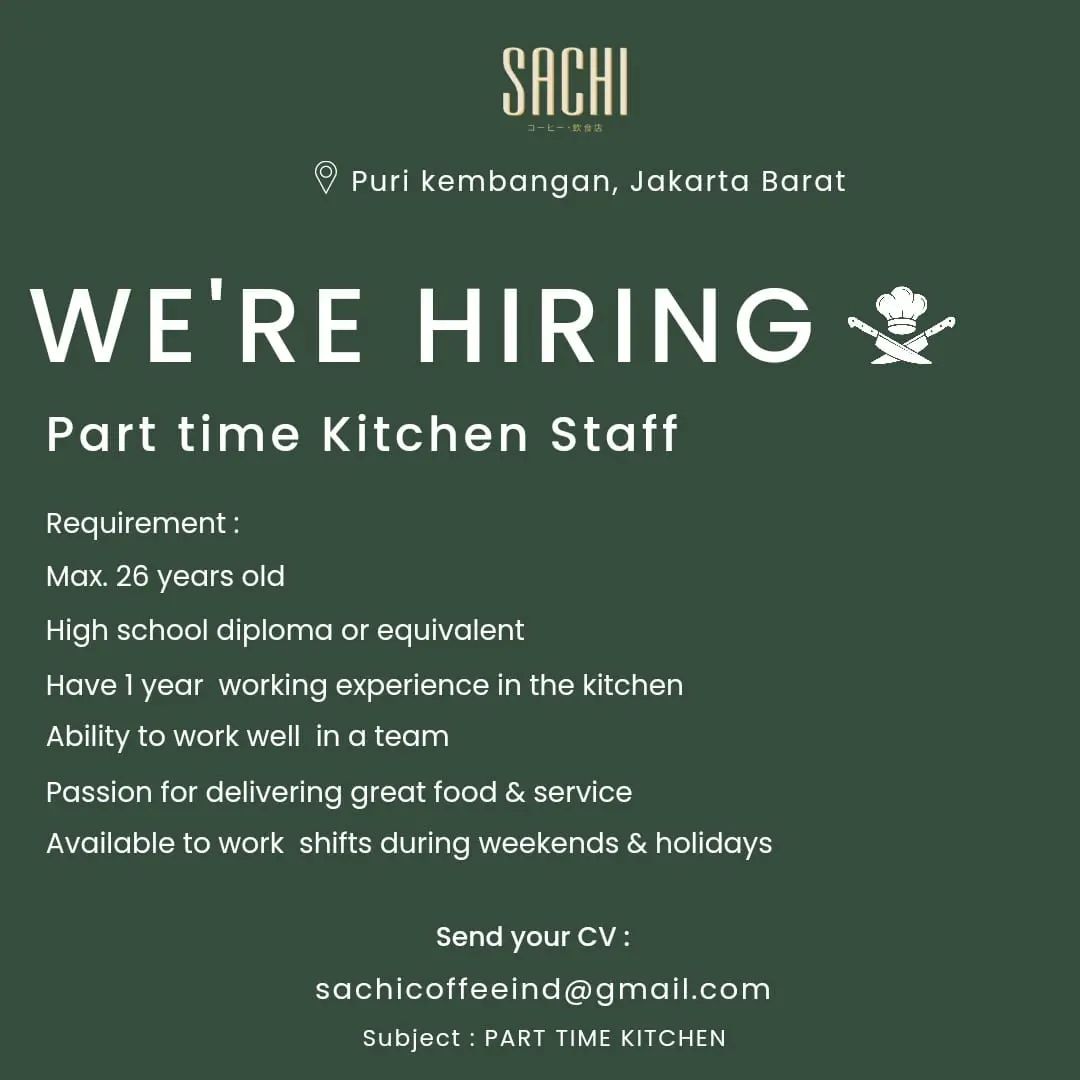 SACHI
コーヒー・飲食店
Puri kembangan, Jakarta Barat
WE'RE HIRING
Part time Kitchen Staff
Requirement :
Max. 26 years old
High school diploma or equivalent
Have 1 year  working experience in the kitchen
Ability to work well  in a team
Passion for delivering great food & service
Available to work  shifts during weekends & holidays
Send your CV :
sachicoffeeind@gmail.com
Subject : PART TIME KITCHEN